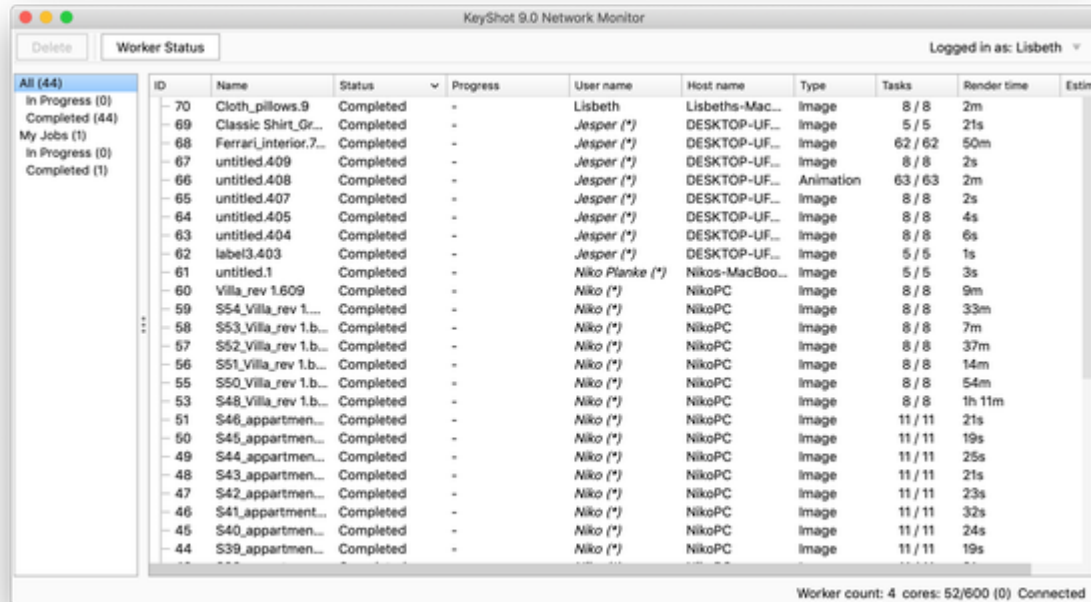 KeyShot 9.0 Network Monitor
Delete Worker Status Logged in as: Lisbeth
All (44)
In Progress (0)
Completed (44)
My Jobs (1)
In Progress (0)
Completed (1)
ID Name Status Progress User name Host name Type Tasks Render time Estim
70 Cloth_pillows.9 Completed - Lisbeth Lisbeths-Mac... Image 8 / 8 2m
69 Classic Shirt_Gr... Completed - Jesper (*) DESKTOP-UF... Image 5 / 5 21s
68 Ferrari_interior.7... Completed - Jesper (*) DESKTOP-UF... Image 62 / 62 50m
67 untitled.409 Completed - Jesper (*) DESKTOP-UF... Image 8 / 8 2s
66 untitled.408 Completed - Jesper (*) DESKTOP-UF... Animation 63 / 63 2m
65 untitled.407 Completed - Jesper (*) DESKTOP-UF... Image 8 / 8 2s
64 untitled.405 Completed - Jesper (*) DESKTOP-UF... Image 8 / 8 4s
63 untitled.404 Completed - Jesper (*) DESKTOP-UF... Image 8 / 8 6s
62 label3.403 Completed - Jesper (*) DESKTOP-UF... Image 5 / 5 1s
61 untitled.1 Completed - Niko Planke (*) Nikos-MacBoo... Image 5 / 5 3s
60 Villa_rev 1.609 Completed - Niko (*) NikoPC Image 8 / 8 9m
59 S54_Villa_rev 1.... Completed - Niko (*) NikoPC Image 8 / 8 33m
58 S53_Villa_rev 1.b... Completed - Niko (*) NikoPC Image 8 / 8 7m
57 S52_Villa_rev 1.b... Completed - Niko (*) NikoPC Image 8 / 8 37m
56 S51_Villa_rev 1.b... Completed - Niko (*) NikoPC Image 8 / 8 14m
55 S50_Villa_rev 1.b... Completed - Niko (*) NikoPC Image 8 / 8 54m
53 S48_Villa_rev 1.b... Completed - Niko (*) NikoPC Image 8 / 8 1h 11m
51 S46_appartmen... Completed - Niko (*) NikoPC Image 11 / 11 21s
50 S45_appartmen... Completed - Niko (*) NikoPC Image 11 / 11 19s
49 S44_appartmen... Completed - Niko (*) NikoPC Image 11 / 11 25s
48 S43_appartmen... Completed - Niko (*) NikoPC Image 11 / 11 21s
47 S42_appartmen... Completed - Niko (*) NikoPC Image 11 / 11 23s
46 S41_appartment... Completed - Niko (*) NikoPC Image 11 / 11 32s
45 S40_appartmen... Completed - Niko (*) NikoPC Image 11 / 11 24s
44 S39_appartmen... Completed - Niko (*) NikoPC Image 11 / 11 19s
Worker count: 4 cores: 52/600 (0) Connected